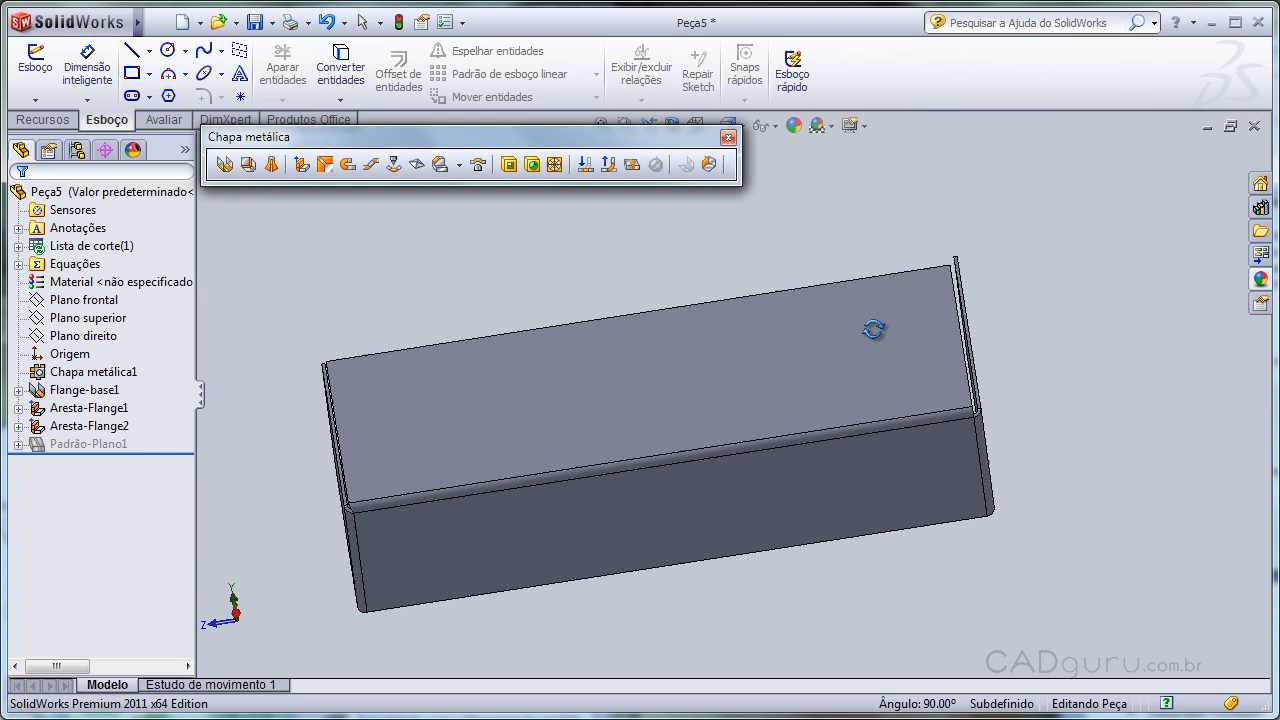 SolidWorks
Peça5 *
Pesquisar a Ajuda do SolidWorks
Esboço
Dimensão inteligente
Aparar entidades
Converter entidades
Offset de entidades
Espelhar entidades
Padrão de esboço linear
Mover entidades
Exibir/excluir relações
Repair Sketch
Snaps rápidos
Esboço rápido
Recursos
Esboço
Avaliar
DimXpert
Produtos Office
Chapa metálica
Peça5 (Valor predeterminado<
Sensores
Anotações
Lista de corte(1)
Equações
Material <não especificado
Plano frontal
Plano superior
Plano direito
Origem
Chapa metálica1
Flange-base1
Aresta-Flange1
Aresta-Flange2
Padrão-Plano1
Y
Z
CADguru.com.br
Modelo
Estudo de movimento 1
SolidWorks Premium 2011 x64 Edition
Ângulo: 90.00º
Subdefinido
Editando Peça